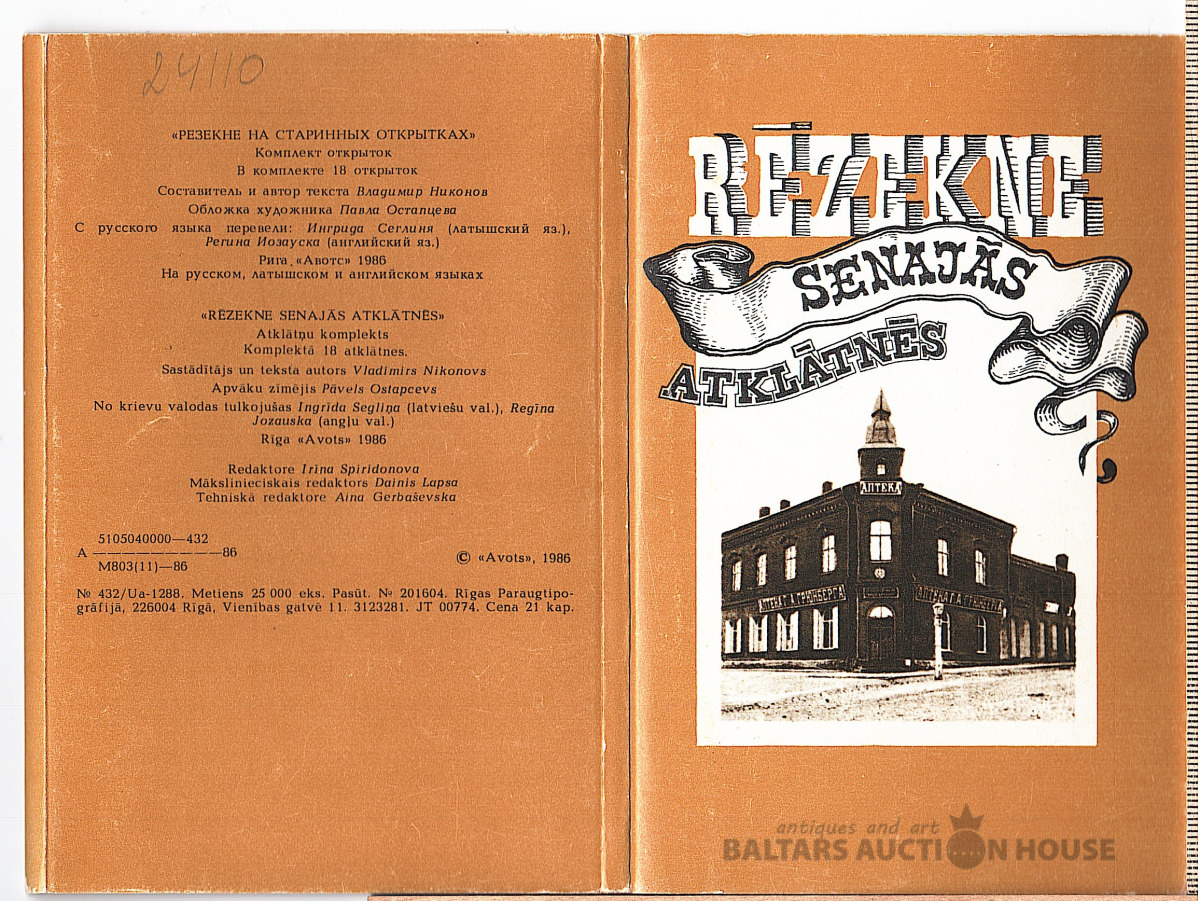 24110
«РЕЗЕКНЕ НА СТАРИННЫХ ОТКРЫТКАХ»
Комплект открыток
В комплекте 18 открыток
Составитель и автор текста Владимир Никонов
Обложка художника Павла Остапцева
С русского языка перевели: Ингрида Сеглиня (латышский яз.),
Регина Иозауска (английский яз.)
Рига «Авотс» 1986
На русском, латышском и английском языках
«RĒZEKNE SENAJĀS ATKLĀTNĒS»
Atklātņu komplekts
Komplektā 18 atklātnes.
Sastādītājs un teksta autors Vladimirs Nikonovs
Apvāku zīmējis Pāvels Ostapcevs
No krievu valodas tulkojušas Ingrīda Segliņa (latviešu val.), Regīna
Jozauska (angļu val.)
Rīga «Avots» 1986
Redaktore Irīna Spiridonova
Mākslinieciskais redaktors Dainis Lapsa
Tehniskā redaktore Aina Gerbaševska
5105040000—432
А ————————86
М803(11)—86
© «Avots», 1986
№ 432/Ua-1288. Metiens 25 000 eks. Pasūt. № 201604. Rīgas Paraugtipo-
grāfijā, 226004 Rīgā, Vienības gatvē 11. 3123281. JT 00774. Cena 21 kap.
RĒZEKNE
SENAJĀS
ATKLĀTNĒS
АПТЕКА
АПТЕКА Г.А.ГРЮНБЕРГА
АПТЕКА Г.А.ГРЮНБЕРГА
antiques and art
BALTARS AUCTION HOUSE